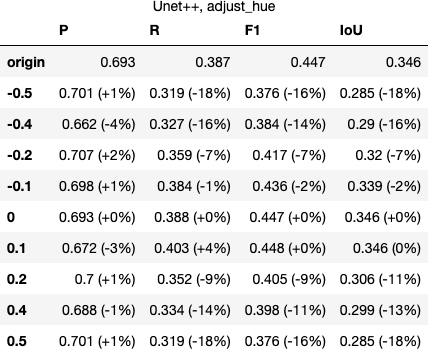 Unet++, adjust_hue
P R F1 IoU
origin 0.693 0.387 0.447 0.346
-0.5 0.701 (+1%) 0.319 (-18%) 0.376 (-16%) 0.285 (-18%)
-0.4 0.662 (-4%) 0.327 (-16%) 0.384 (-14%) 0.29 (-16%)
-0.2 0.707 (+2%) 0.359 (-7%) 0.417 (-7%) 0.32 (-7%)
-0.1 0.698 (+1%) 0.384 (-1%) 0.436 (-2%) 0.339 (-2%)
0 0.693 (+0%) 0.388 (+0%) 0.447 (+0%) 0.346 (+0%)
0.1 0.672 (-3%) 0.403 (+4%) 0.448 (+0%) 0.346 (0%)
0.2 0.7 (+1%) 0.352 (-9%) 0.405 (-9%) 0.306 (-11%)
0.4 0.688 (-1%) 0.334 (-14%) 0.398 (-11%) 0.299 (-13%)
0.5 0.701 (+1%) 0.319 (-18%) 0.376 (-16%) 0.285 (-18%)